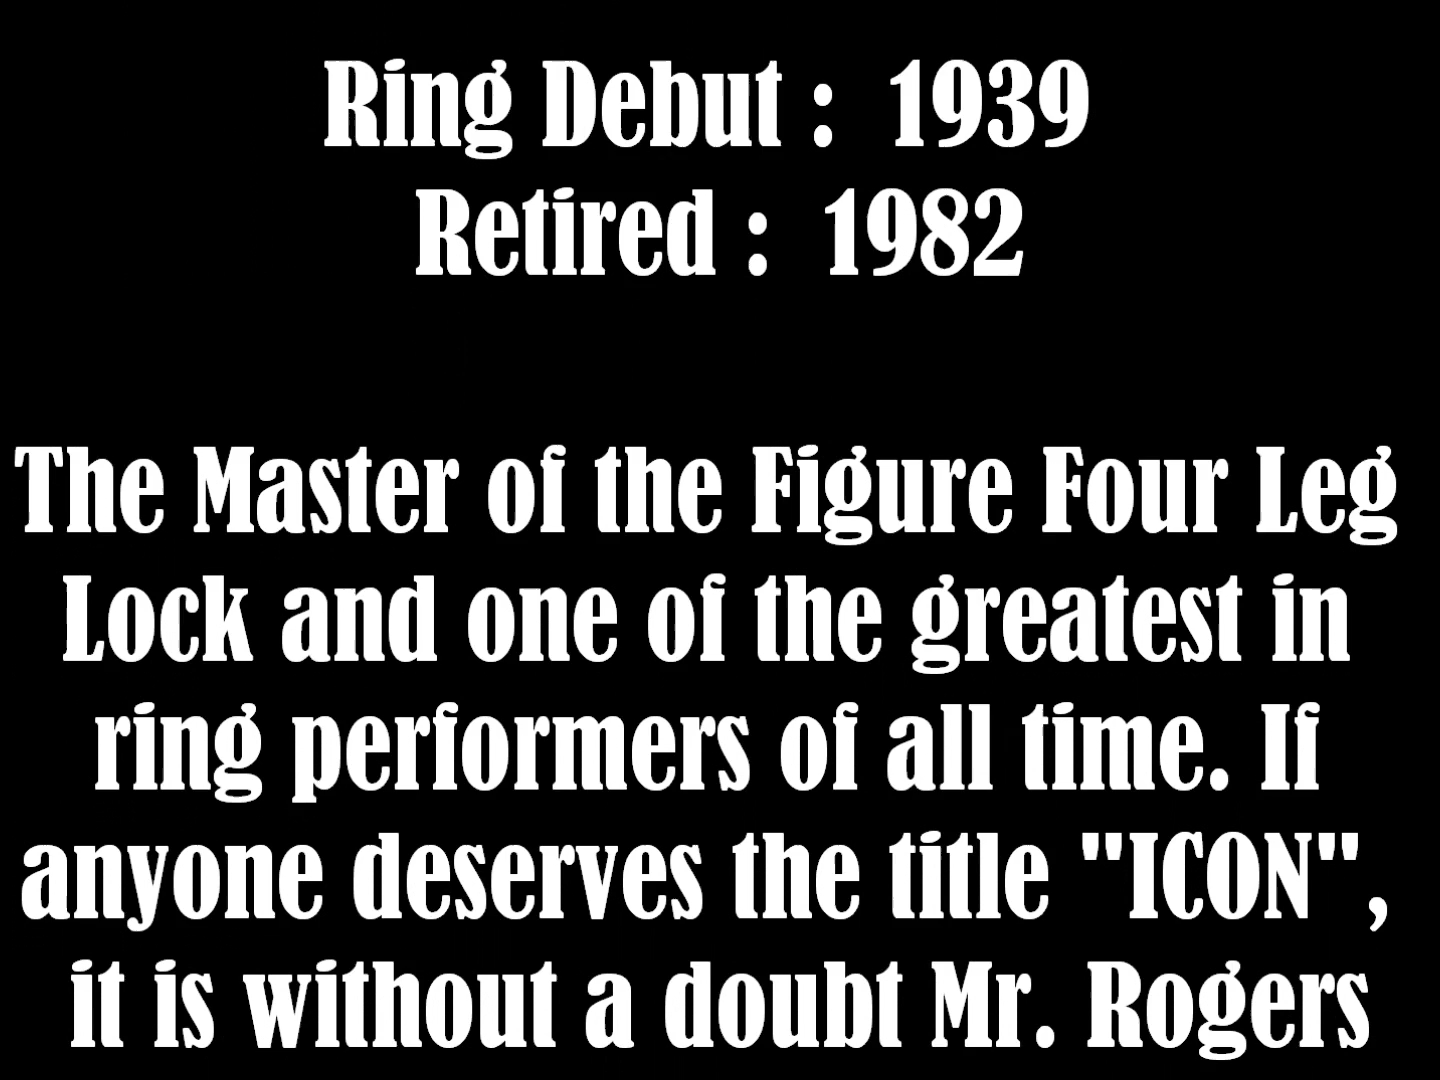 Ring Debut :  1939
Retired :  1982
The Master of the Figure Four Leg
Lock and one of the greatest in
ring performers of all time. If
anyone deserves the title "ICON",
it is without a doubt Mr. Rogers